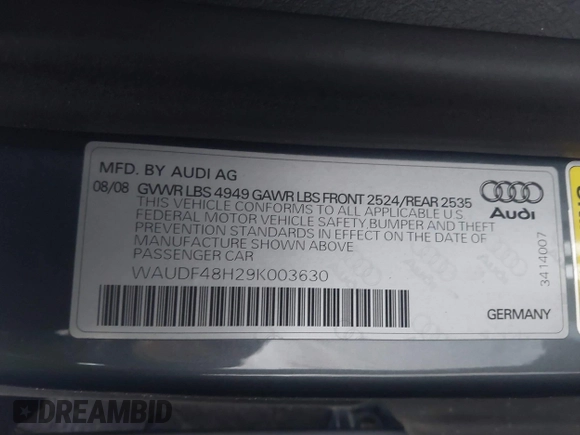 MFD. BY AUDI AG
08/08 GVWR LBS 4949 GAWR LBS FRONT 2524/REAR 2535
THIS VEHICLE CONFORMS TO ALL APPLICABLE U.S.
FEDERAL MOTOR VEHICLE SAFETY,BUMPER AND THEFT
PREVENTION STANDARDS IN EFFECT ON THE DATE OF
MANUFACTURE SHOWN ABOVE
PASSENGER CAR
WAUDF48H29K003630
Audi
3414007
GERMANY
DREAMBID